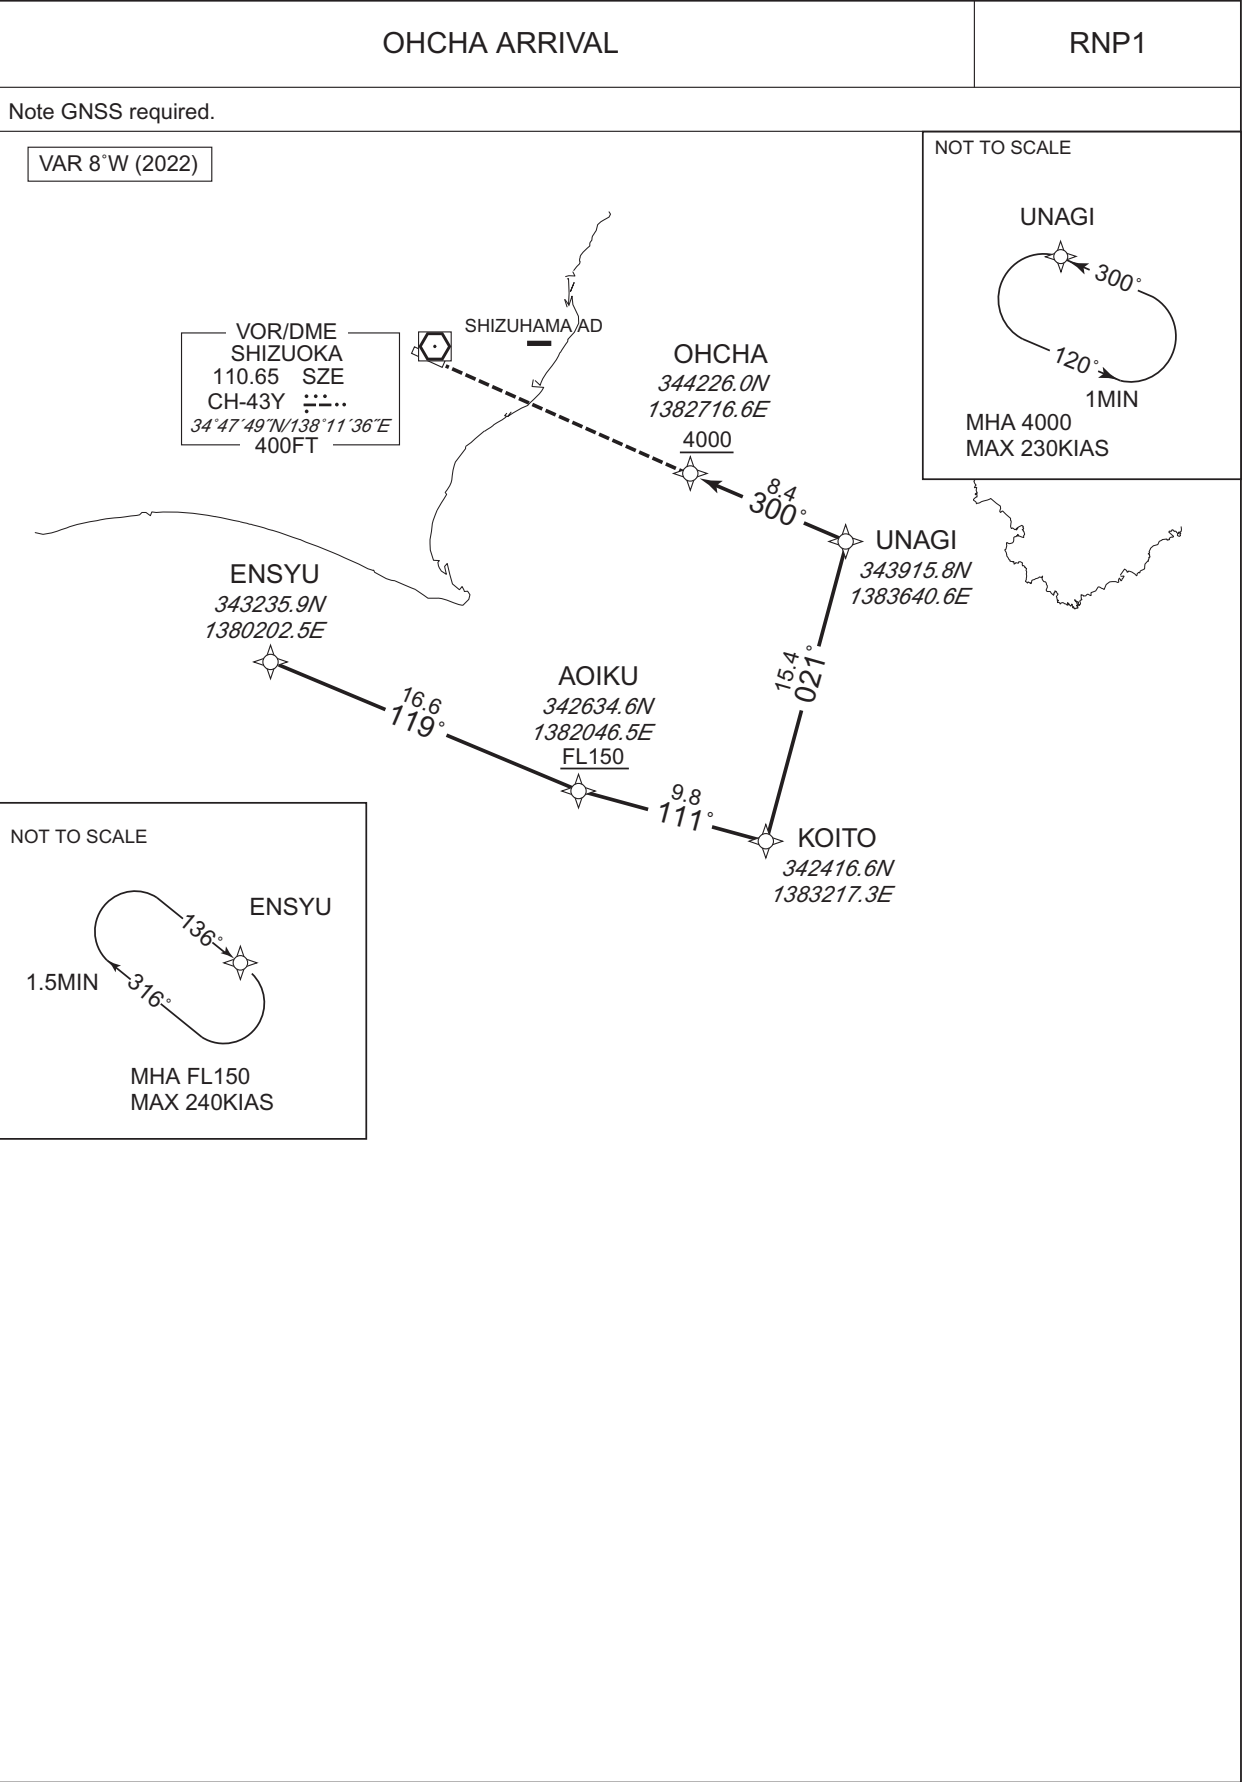 OHCHA ARRIVAL
RNP1
Note GNSS required.
VAR 8°W (2022)
NOT TO SCALE
UNAGI
300°
120°
1MIN
MHA 4000
MAX 230KIAS
VOR/DME
SHIZUOKA
110.65 SZE
CH-43Y
34°47´49˝N/138°11´36˝E
400FT
SHIZUHAMA AD
OHCHA
344226.0N
1382716.6E
4000
8.4
300°
UNAGI
343915.8N
1383640.6E
ENSYU
343235.9N
1380202.5E
16.6
119°
AOIKU
342634.6N
1382046.5E
FL150
15.4
021°
9.8
111°
KOITO
342416.6N
1383217.3E
NOT TO SCALE
ENSYU
136°
1.5MIN
316°
MHA FL150
MAX 240KIAS